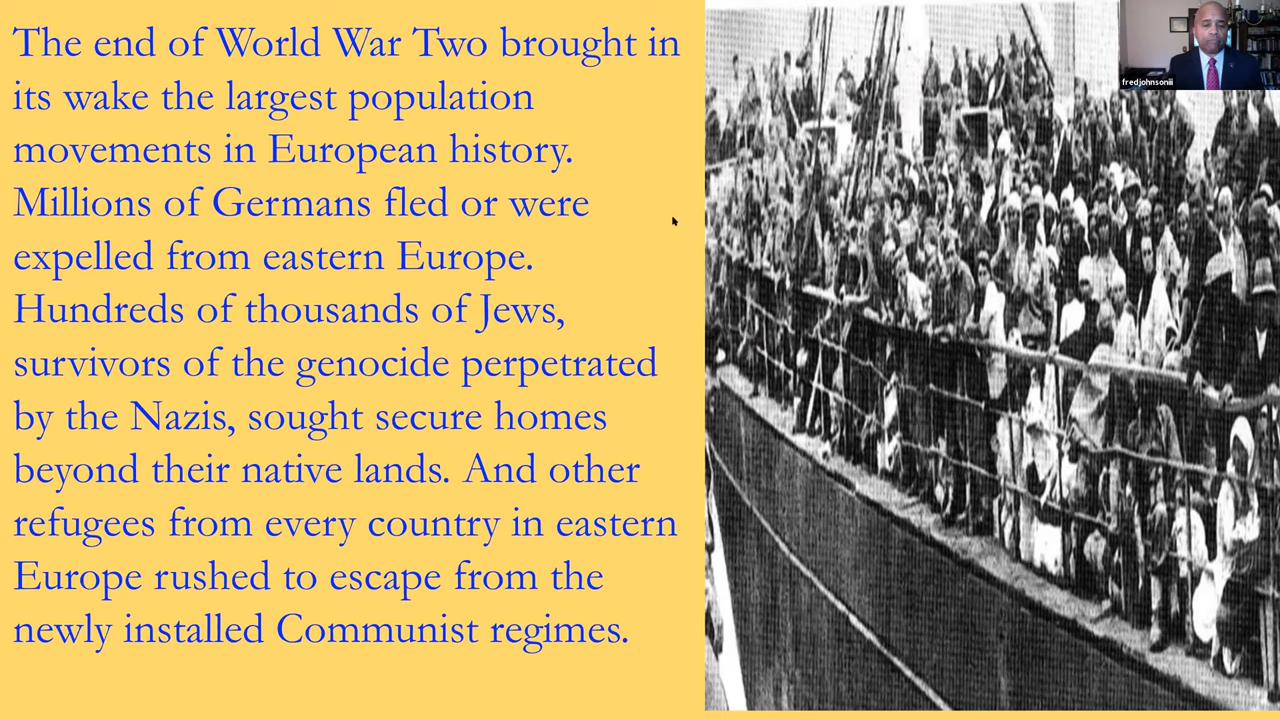 The end of World War Two brought in
its wake the largest population
movements in European history.
Millions of Germans fled or were
expelled from eastern Europe.
Hundreds of thousands of Jews,
survivors of the genocide perpetrated
by the Nazis, sought secure homes
beyond their native lands. And other
refugees from every country in eastern
Europe rushed to escape from the
newly installed Communist regimes.
fredjohnsoniii